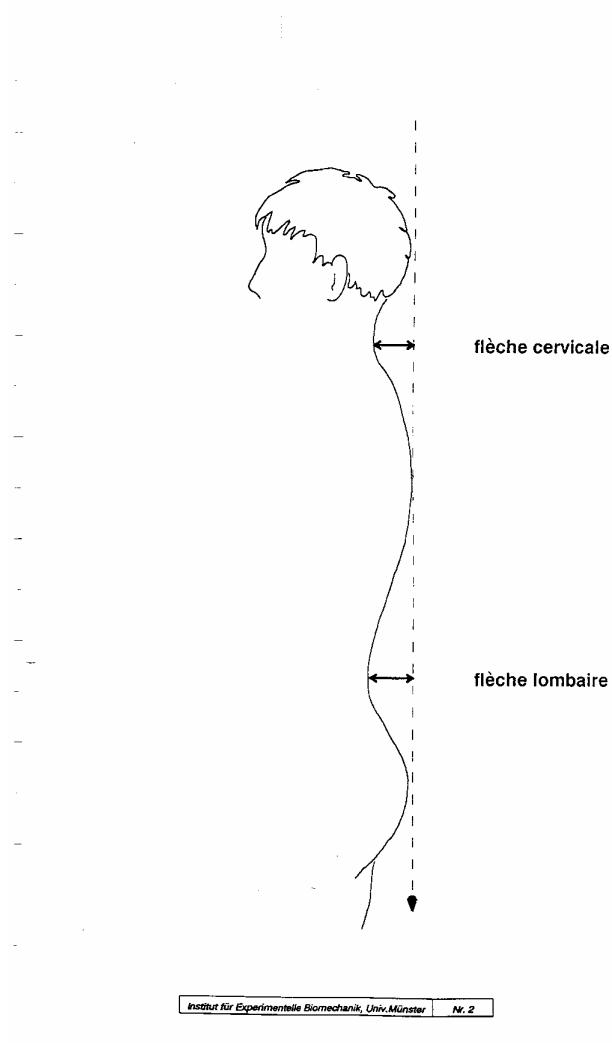 flèche cervicale
flèche lombaire
Institut für Experimentelle Biomechanik, Univ.Münster Nr. 2